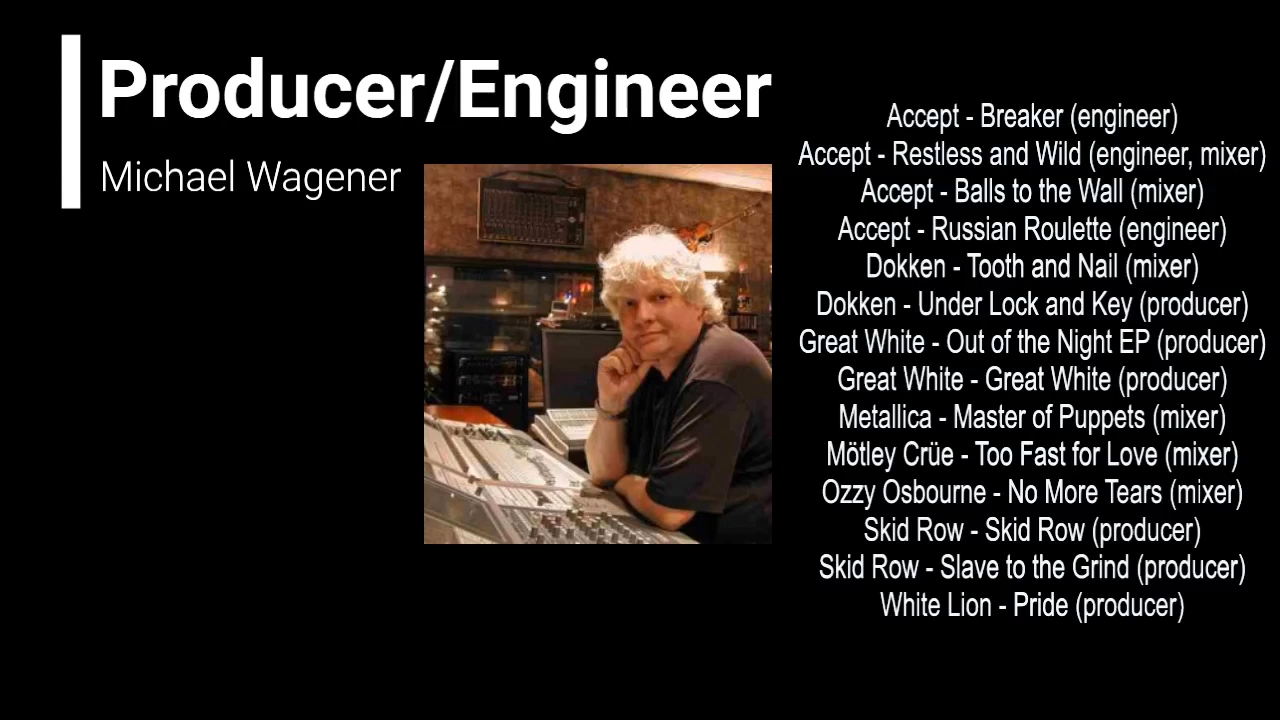 Producer/Engineer
Michael Wagener
Accept - Breaker (engineer)
Accept - Restless and Wild (engineer, mixer)
Accept - Balls to the Wall (mixer)
Accept - Russian Roulette (engineer)
Dokken - Tooth and Nail (mixer)
Dokken - Under Lock and Key (producer)
Great White - Out of the Night EP (producer)
Great White - Great White (producer)
Metallica - Master of Puppets (mixer)
Mötley Crüe - Too Fast for Love (mixer)
Ozzy Osbourne - No More Tears (mixer)
Skid Row - Skid Row (producer)
Skid Row - Slave to the Grind (producer)
White Lion - Pride (producer)